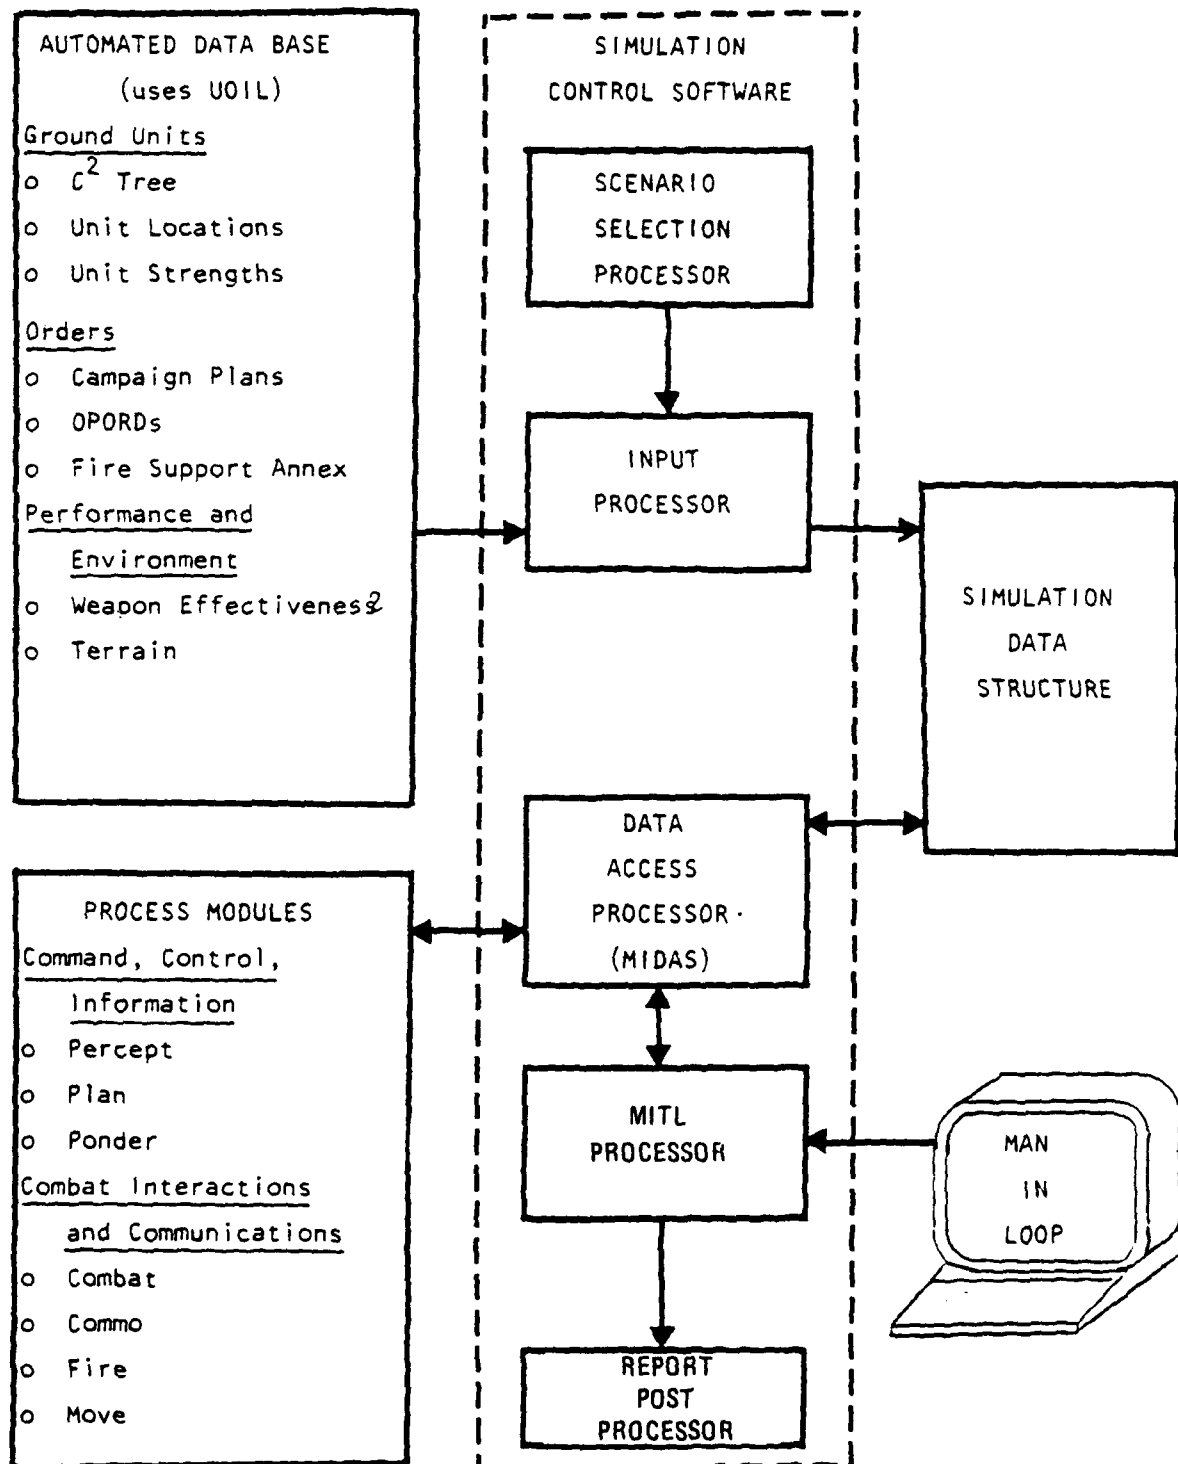 AUTOMATED DATA BASE
(uses UOIL)
Ground Units
o C2 Tree
o Unit Locations
o Unit Strengths
Orders
o Campaign Plans
o OPORDs
o Fire Support Annex
Performance and
Environment
o Weapon Effectiveness
o Terrain
PROCESS MODULES
Command, Control,
Information
o Percept
o Plan
o Ponder
Combat Interactions
and Communications
o Combat
o Commo
o Fire
o Move
SIMULATION
CONTROL SOFTWARE
SCENARIO
SELECTION
PROCESSOR
INPUT
PROCESSOR
DATA
ACCESS
PROCESSOR
(MIDAS)
MITL
PROCESSOR
REPORT
POST
PROCESSOR
SIMULATION
DATA
STRUCTURE
MAN
IN
LOOP